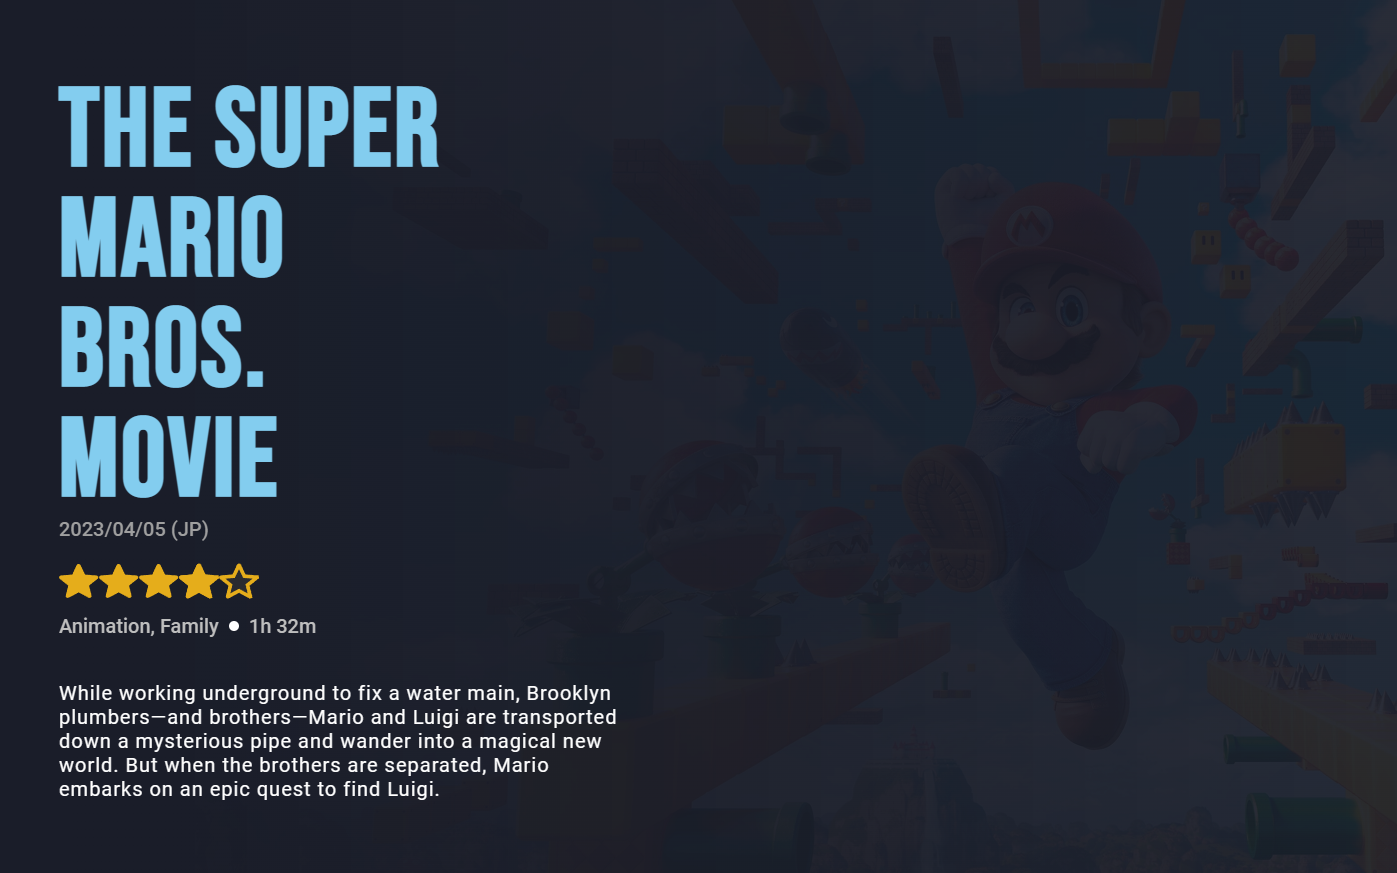 THE SUPER
MARIO
BROS.
MOVIE
2023/04/05 (JP)
Animation, Family ● 1h 32m
While working underground to fix a water main, Brooklyn
plumbers—and brothers—Mario and Luigi are transported
down a mysterious pipe and wander into a magical new
world. But when the brothers are separated, Mario
embarks on an epic quest to find Luigi.